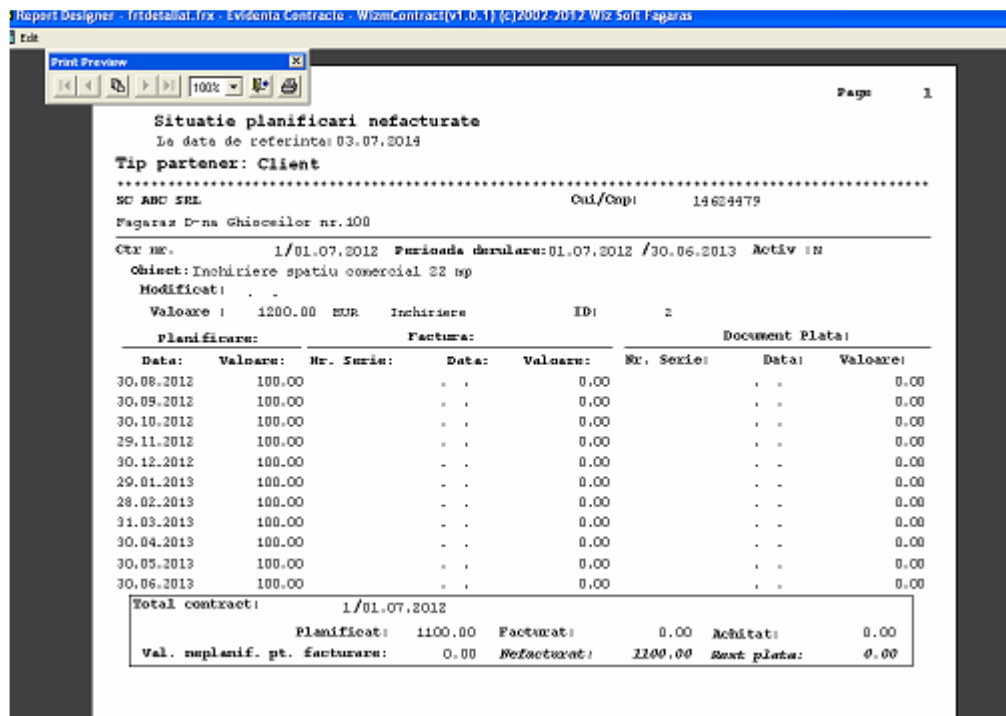 Report Designer - frtdetaliat.frx - Evidenta Contracte - WizmContract(v1.0.1) (c)2002-2012 Wiz Soft Fagaras
Edit
Print Preview
100%
Page 1
Situatie planificari nefacturate
La data de referinta: 03.07.2014
Tip partener: Client
SC ABC SRL Cui/Cnp: 14624479
Fagaras D-na Ghioceilor nr.100
Ctr nr. 1/01.07.2012 Perioada derulare:01.07.2012 /30.06.2013 Activ :N
Obiect: Inchiriere spatiu comercial 22 mp
Modificat: . .
Valoare : 1200.00 EUR Inchiriere ID: 2
Planificare: Factura: Document Plata:
Data: Valoare: Nr. Serie: Data: Valoare: Nr. Serie: Data: Valoare:
30.08.2012 100.00 . . 0.00 . . 0.00
30.09.2012 100.00 . . 0.00 . . 0.00
30.10.2012 100.00 . . 0.00 . . 0.00
29.11.2012 100.00 . . 0.00 . . 0.00
30.12.2012 100.00 . . 0.00 . . 0.00
29.01.2013 100.00 . . 0.00 . . 0.00
28.02.2013 100.00 . . 0.00 . . 0.00
31.03.2013 100.00 . . 0.00 . . 0.00
30.04.2013 100.00 . . 0.00 . . 0.00
30.05.2013 100.00 . . 0.00 . . 0.00
30.06.2013 100.00 . . 0.00 . . 0.00
Total contract: 1/01.07.2012
Planificat: 1100.00 Facturat: 0.00 Achitat: 0.00
Val. neplanif. pt. facturare: 0.00 Nefacturat: 1100.00 Rest plata: 0.00